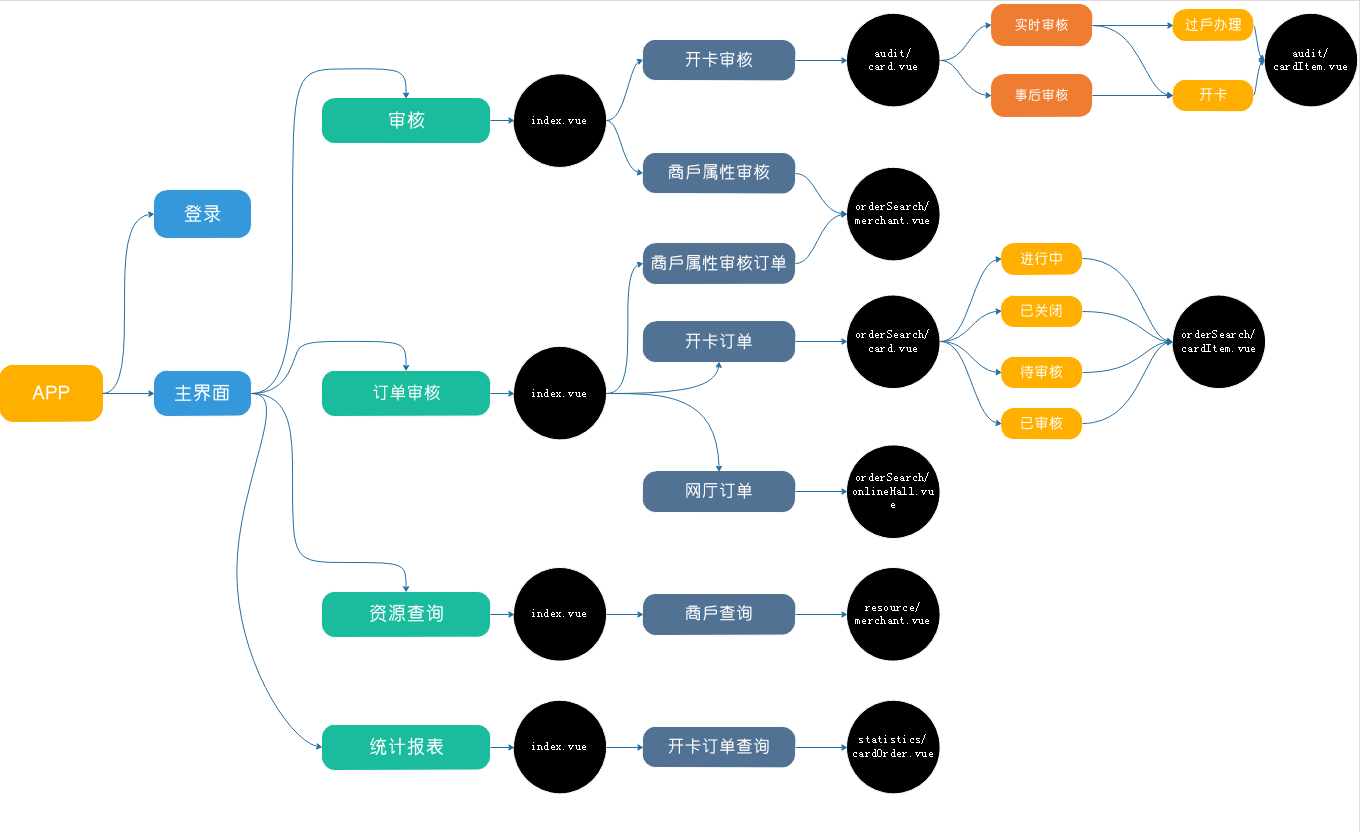 APP
登录
主界面
审核
index.vue
开卡审核
audit/
card.vue
实时审核
事后审核
过戶办理
开卡
audit/
cardItem.vue
商戶属性审核
商戶属性审核订单
orderSearch/
merchant.vue
订单审核
index.vue
开卡订单
orderSearch/
card.vue
进行中
已关闭
待审核
已审核
orderSearch/
cardItem.vue
网厅订单
orderSearch/
onlineHall.vu
e
资源查询
index.vue
商戶查询
resource/
merchant.vue
统计报表
index.vue
开卡订单查询
statistics/
cardOrder.vue